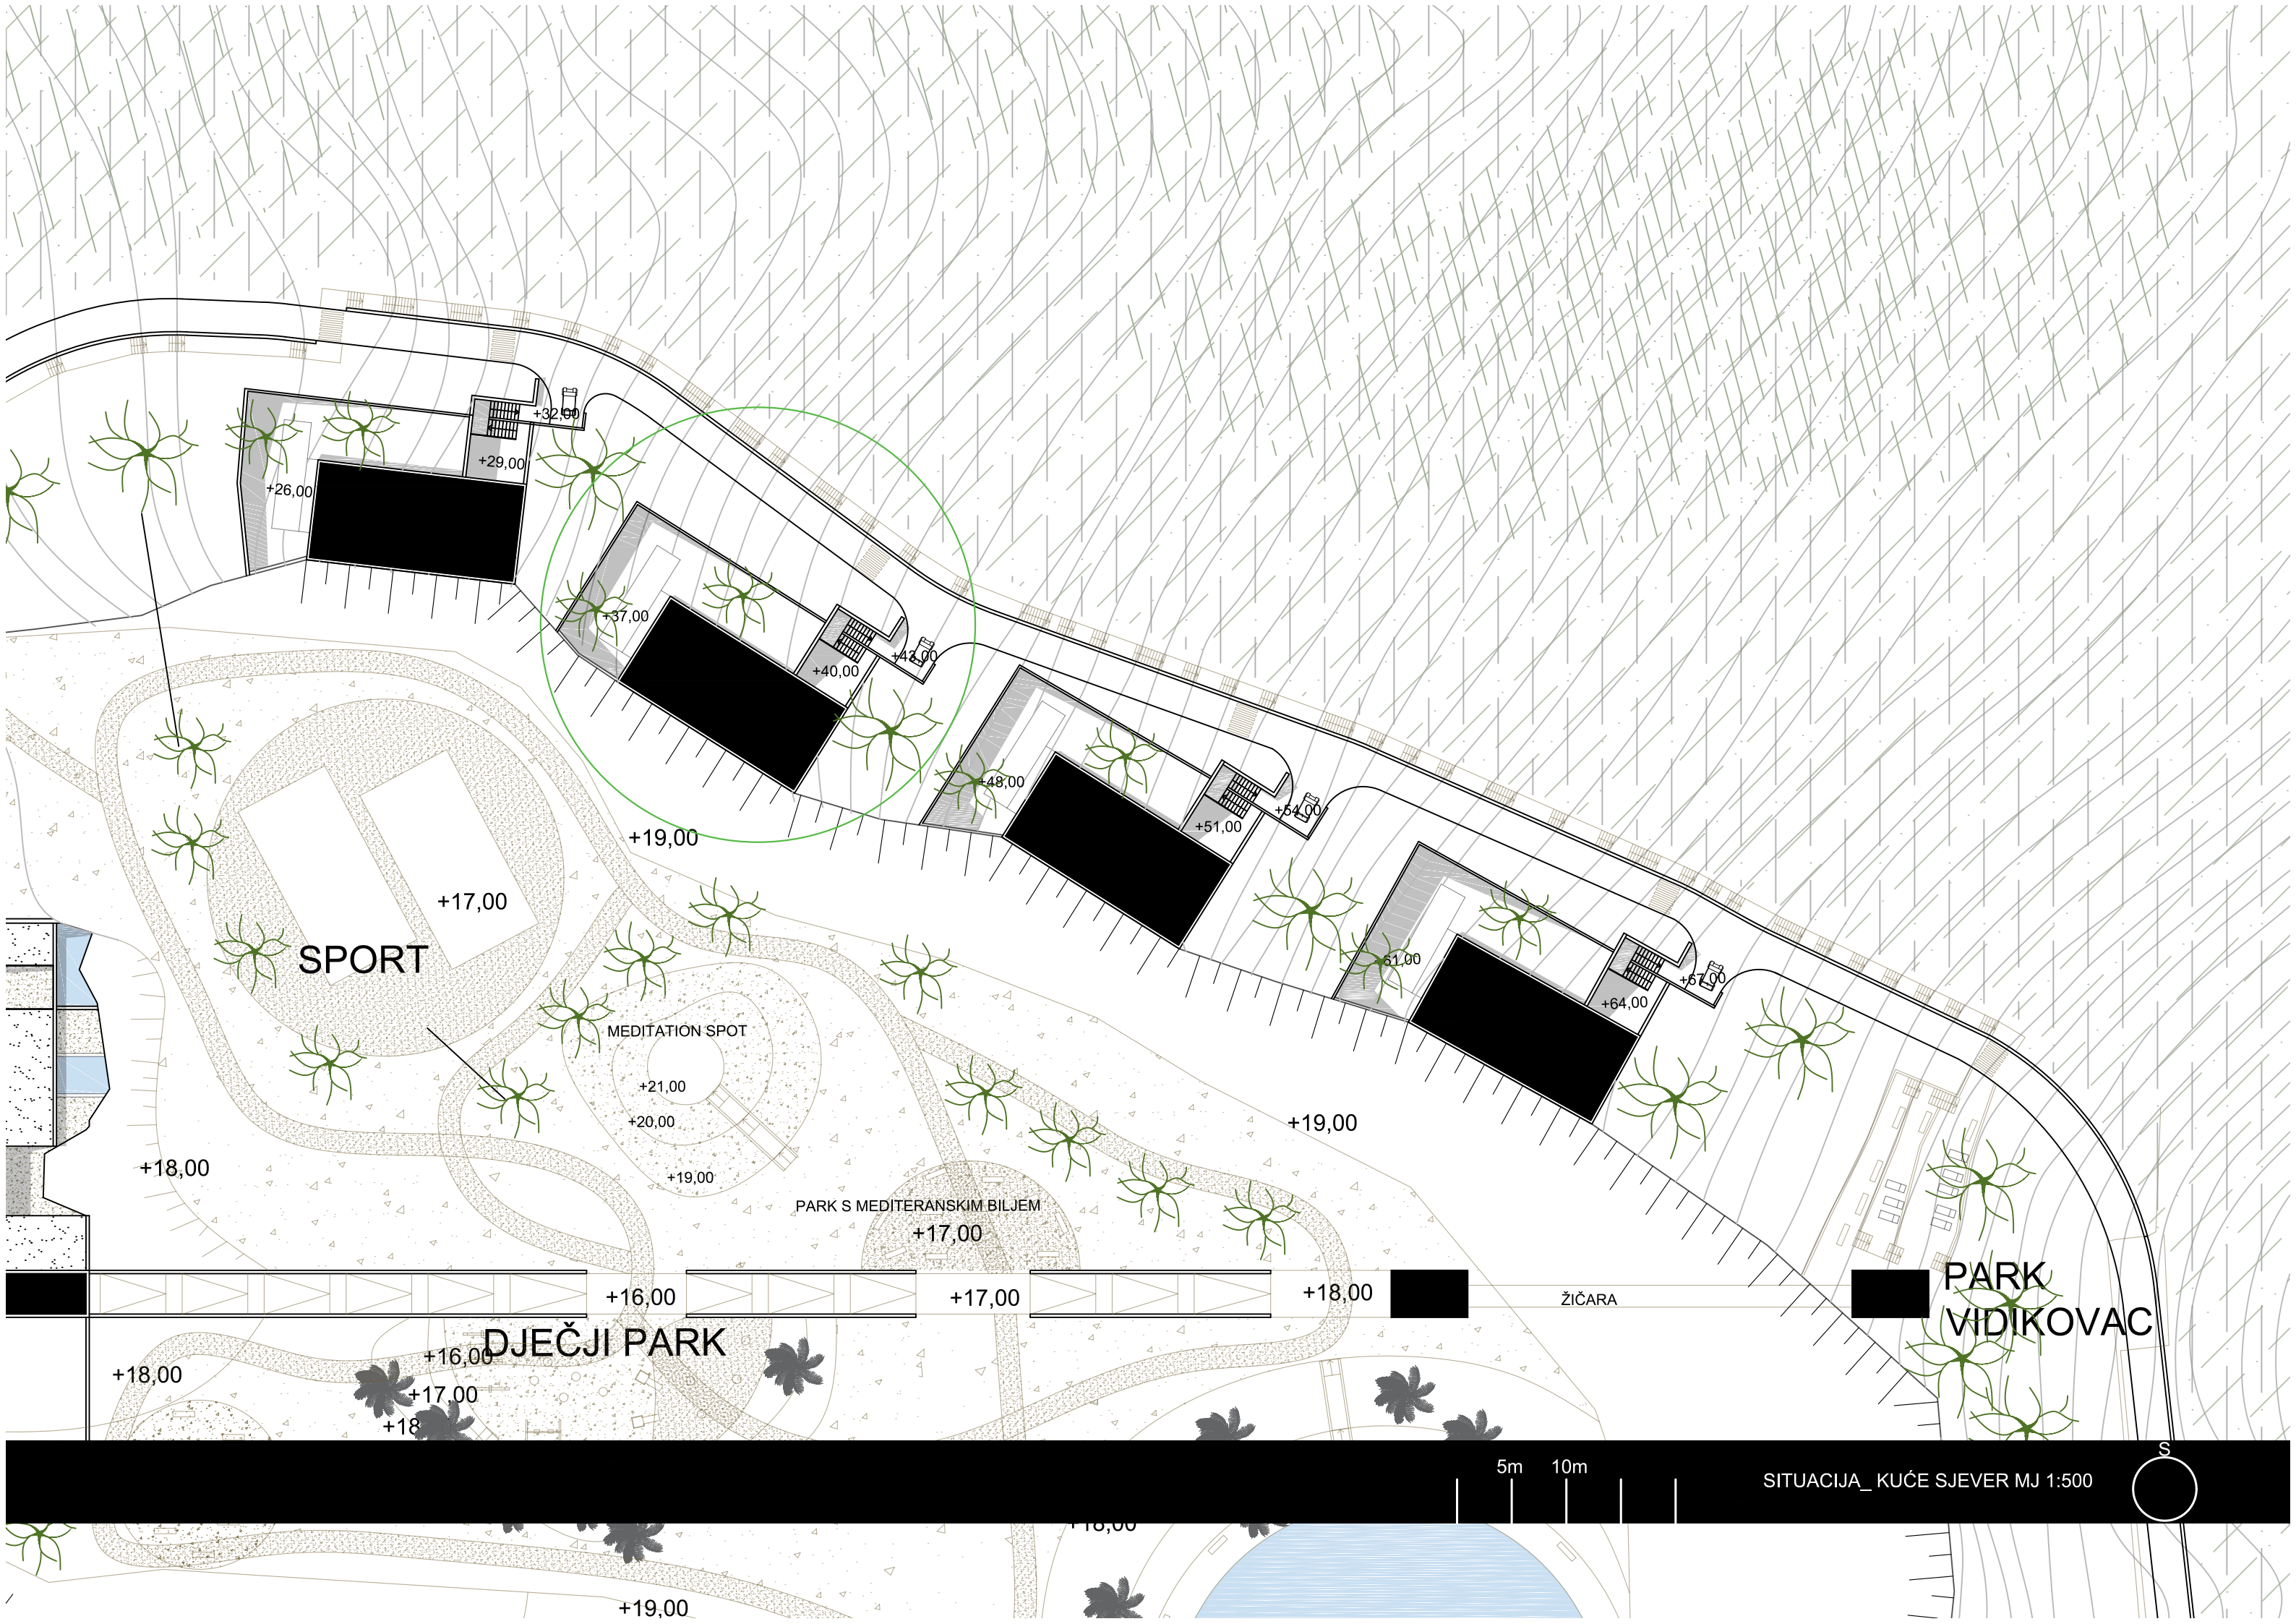 +32,00
+29,00
+26,00
+37,00
+43,00
+40,00
+48,00
+54,00
+51,00
+19,00
+17,00
SPORT
61,00
+67,00
+64,00
MEDITATION SPOT
+21,00
+20,00
+19,00
+19,00
+18,00
PARK S MEDITERANSKIM BILJEM
+17,00
+16,00
+17,00
+18,00
ŽIČARA
PARK
VIDIKOVAC
DJEČJI PARK
+16,00
+18,00
+17,00
+18
S
5m 10m
SITUACIJA_ KUĆE SJEVER MJ 1:500
+18,00
+19,00